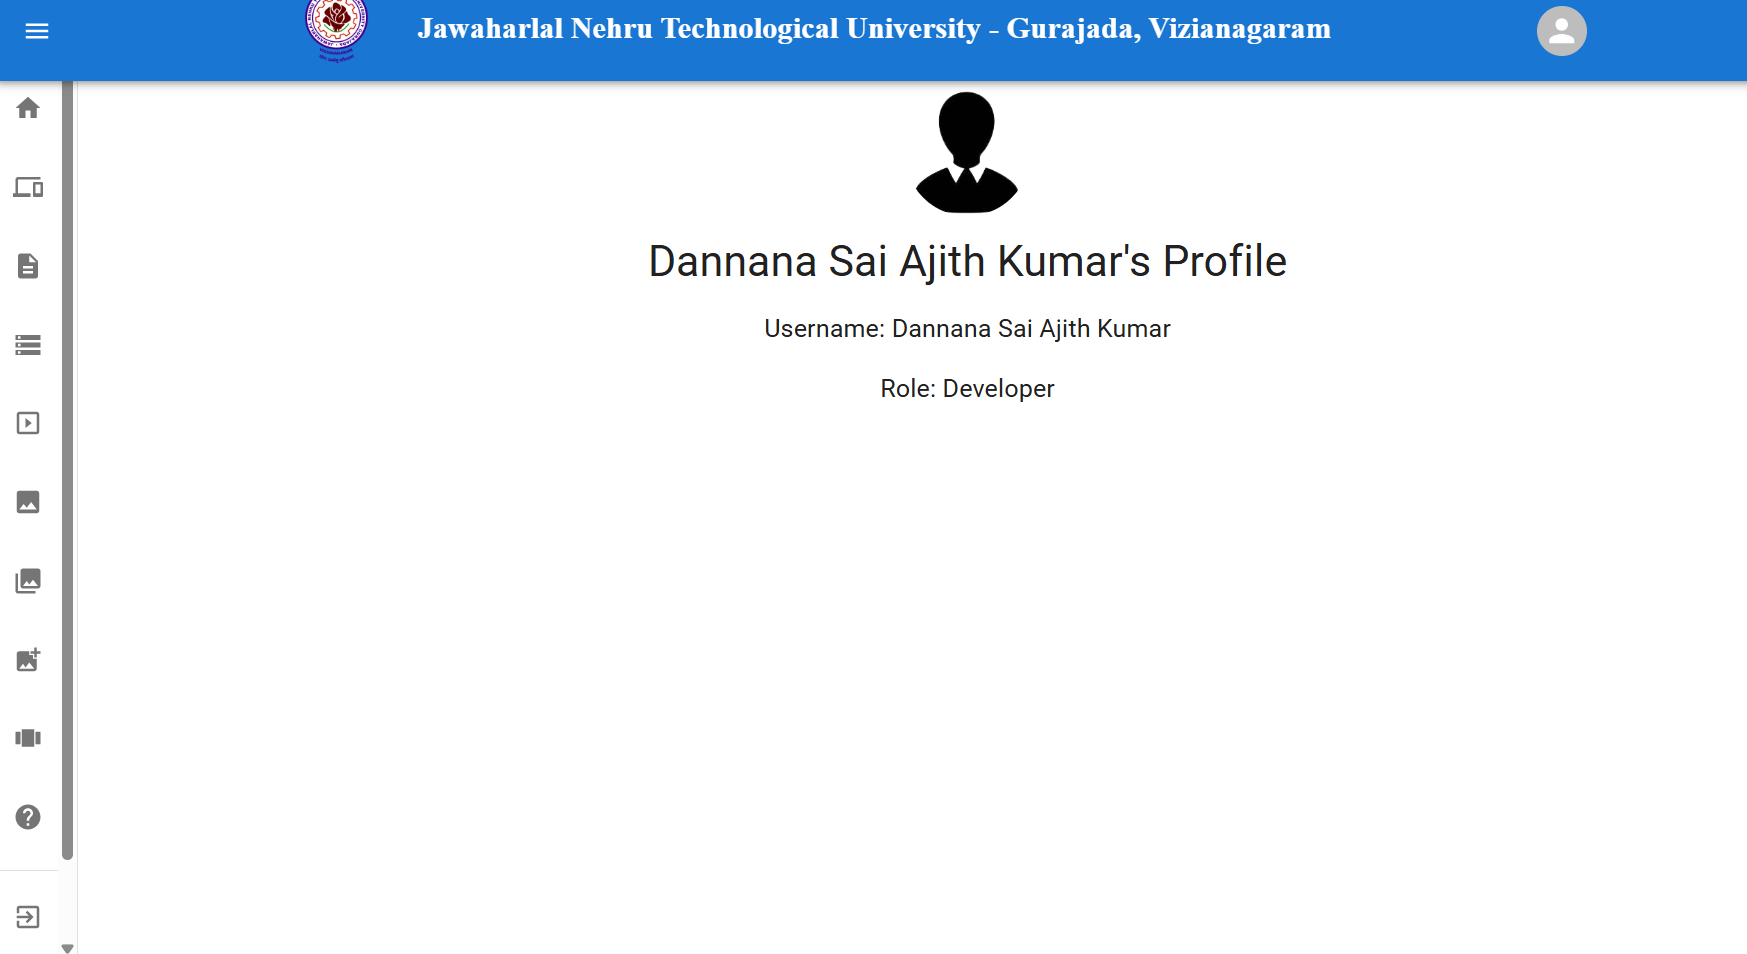 Jawaharlal Nehru Technological University - Gurajada, Vizianagaram
Dannana Sai Ajith Kumar's Profile
Username: Dannana Sai Ajith Kumar
Role: Developer